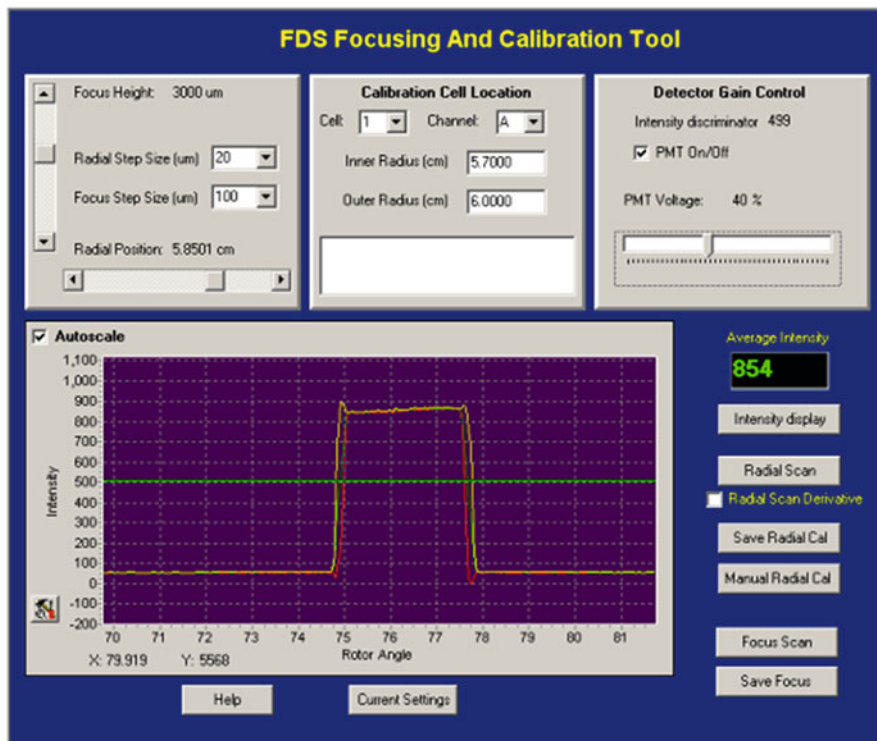 FDS Focusing And Calibration Tool
Focus Height: 3000 um
Radial Step Size (um) 20
Focus Step Size (um) 100
Radial Position: 5.8501 cm
Calibration Cell Location
Cell: 1 Channel: A
Inner Radius (cm) 5.7000
Outer Radius (cm) 6.0000
Detector Gain Control
Intensity discriminator 499
PMT On/Off
PMT Voltage: 40 %
Autoscale
1,100
1,000
900
800
700
600
500
400
300
200
100
0
-100
-200
Intensity
70 71 72 73 74 75 76 77 78 79 80 81
Rotor Angle
X: 79.919 Y: 5568
Average Intensity
854
Intensity display
Radial Scan
Radial Scan Derivative
Save Radial Cal
Manual Radial Cal
Focus Scan
Save Focus
Help
Current Settings